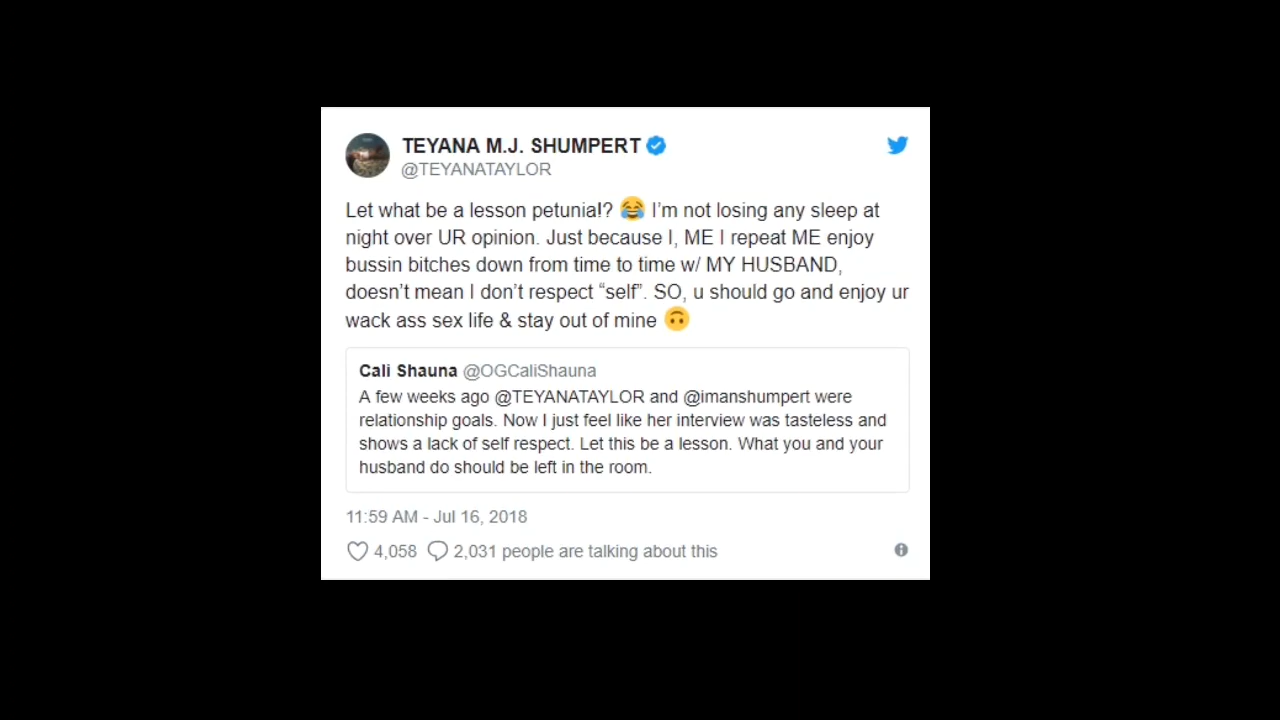 TEYANA M.J. SHUMPERT
@TEYANATAYLOR
Let what be a lesson petunia!? 😂 I'm not losing any sleep at
night over UR opinion. Just because I, ME I repeat ME enjoy
bussin bitches down from time to time w/ MY HUSBAND,
doesn't mean I don't respect “self”. SO, u should go and enjoy ur
wack ass sex life & stay out of mine 🙃
Cali Shauna @OGCaliShauna
A few weeks ago @TEYANATAYLOR and @imanshumpert were
relationship goals. Now I just feel like her interview was tasteless and
shows a lack of self respect. Let this be a lesson. What you and your
husband do should be left in the room.
11:59 AM - Jul 16, 2018
4,058 2,031 people are talking about this